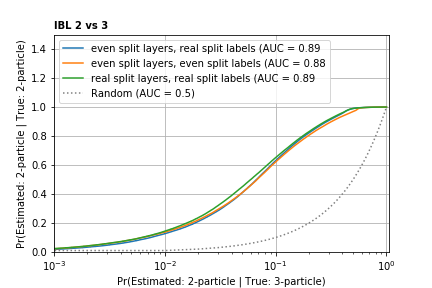 IBL 2 vs 3
Pr(Estimated: 2-particle | True: 2-particle)
1.4
1.2
1.0
0.8
0.6
0.4
0.2
0.0
even split layers, real split labels (AUC = 0.89
even split layers, even split labels (AUC = 0.88
real split layers, real split labels (AUC = 0.89
Random (AUC = 0.5)
10⁻³
10⁻²
10⁻¹
10⁰
Pr(Estimated: 2-particle | True: 3-particle)